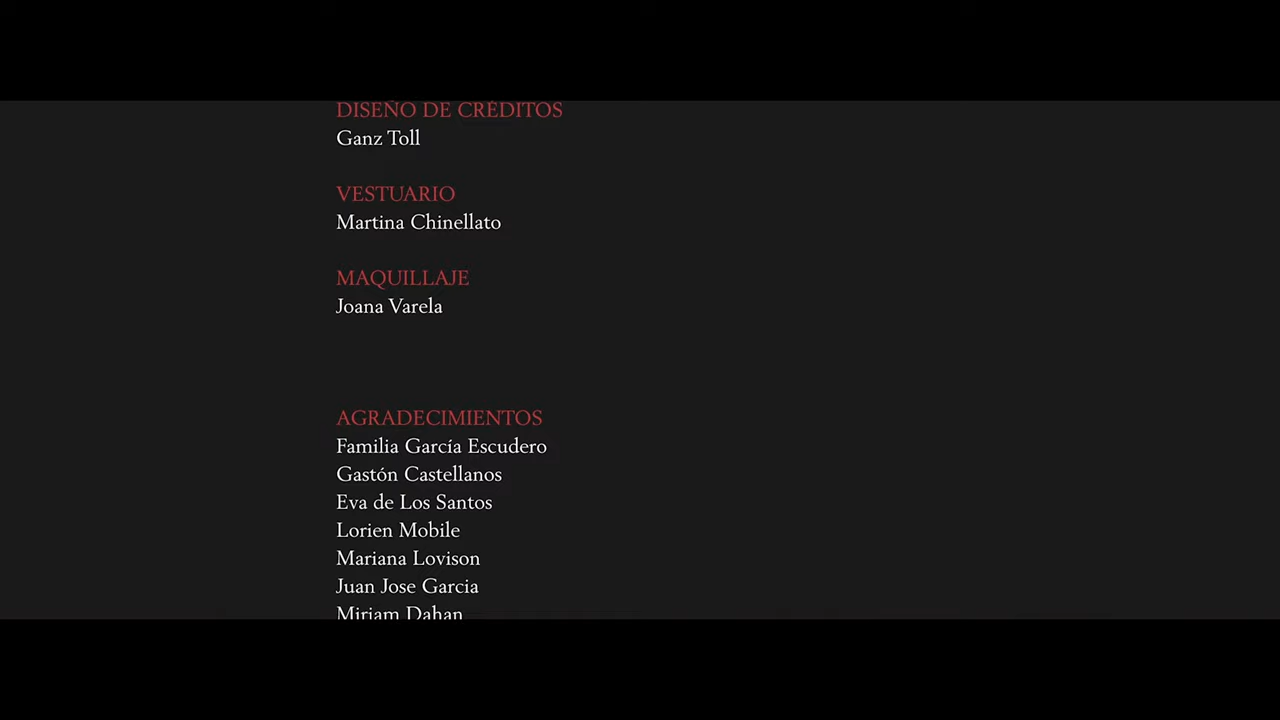 DISEÑO DE CRÉDITOS
Ganz Toll
VESTUARIO
Martina Chinellato
MAQUILLAJE
Joana Varela
AGRADECIMIENTOS
Familia García Escudero
Gastón Castellanos
Eva de Los Santos
Lorien Mobile
Mariana Lovison
Juan Jose Garcia
Miriam Dahan